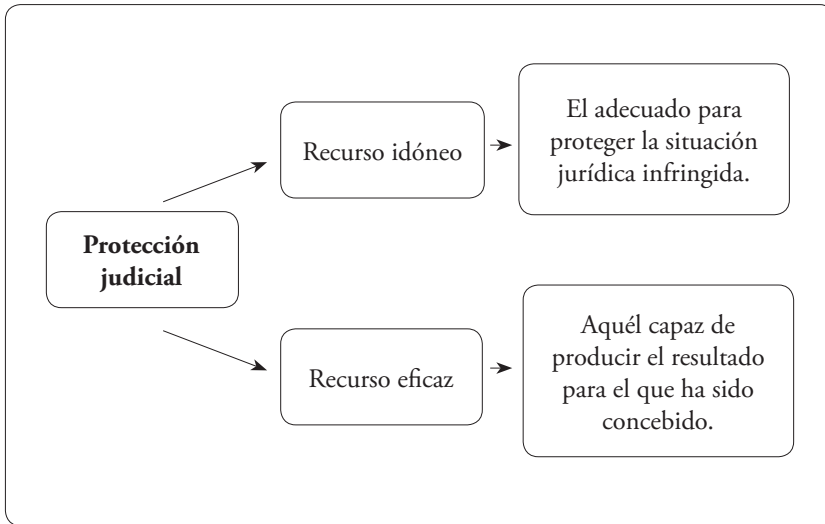 Protección
judicial
Recurso idóneo
El adecuado para
proteger la situación
jurídica infringida.
Recurso eficaz
Aquél capaz de
producir el resultado
para el que ha sido
concebido.